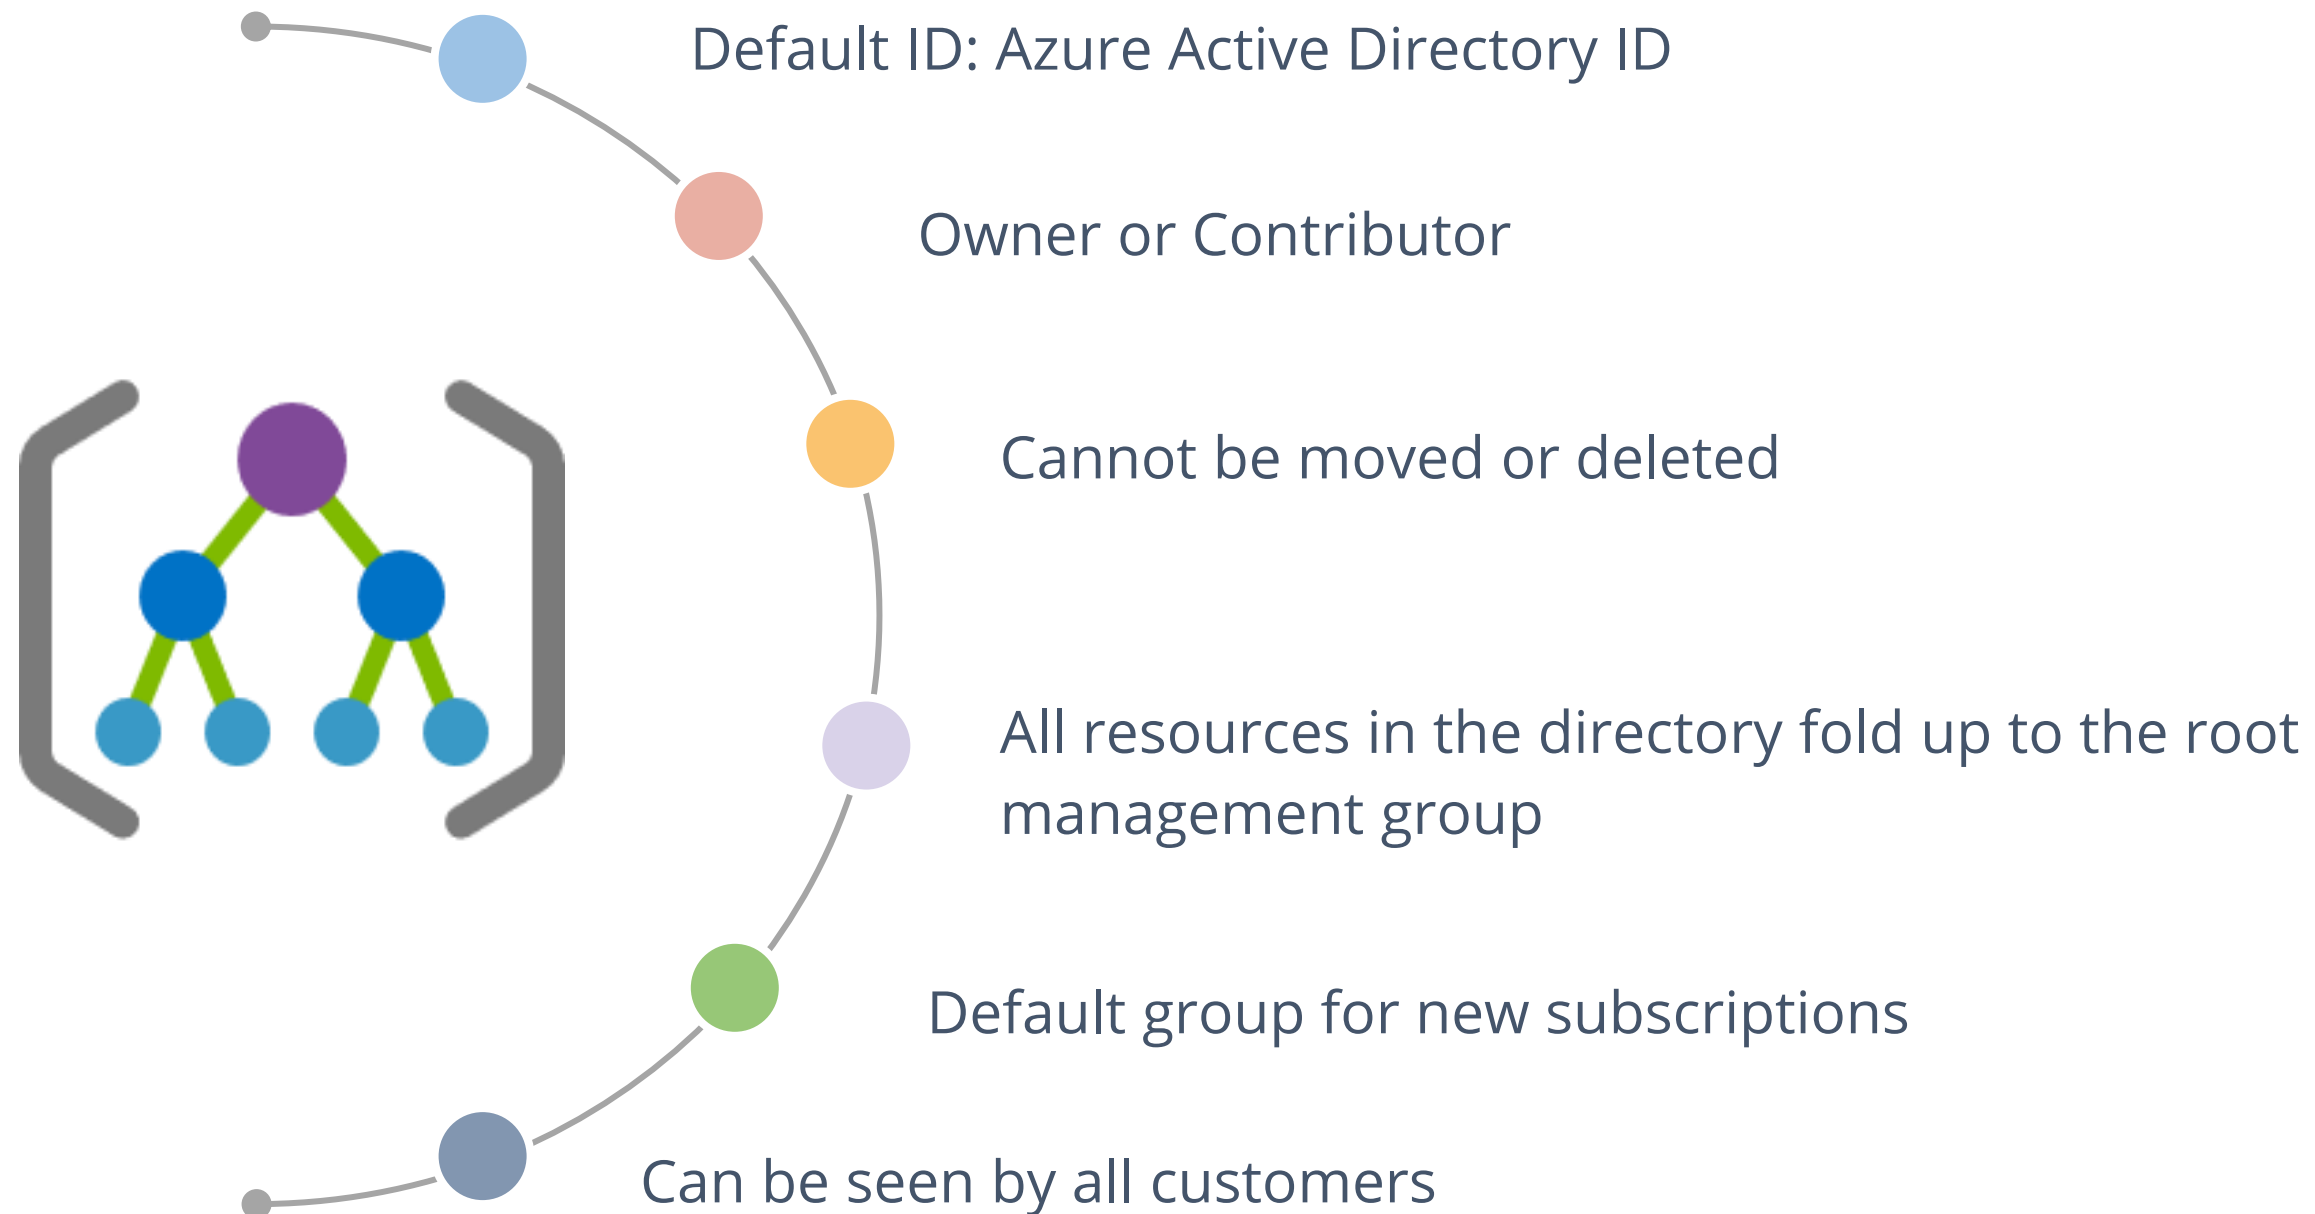 Default ID: Azure Active Directory ID
Owner or Contributor
Cannot be moved or deleted
All resources in the directory fold up to the root
management group
Default group for new subscriptions
Can be seen by all customers